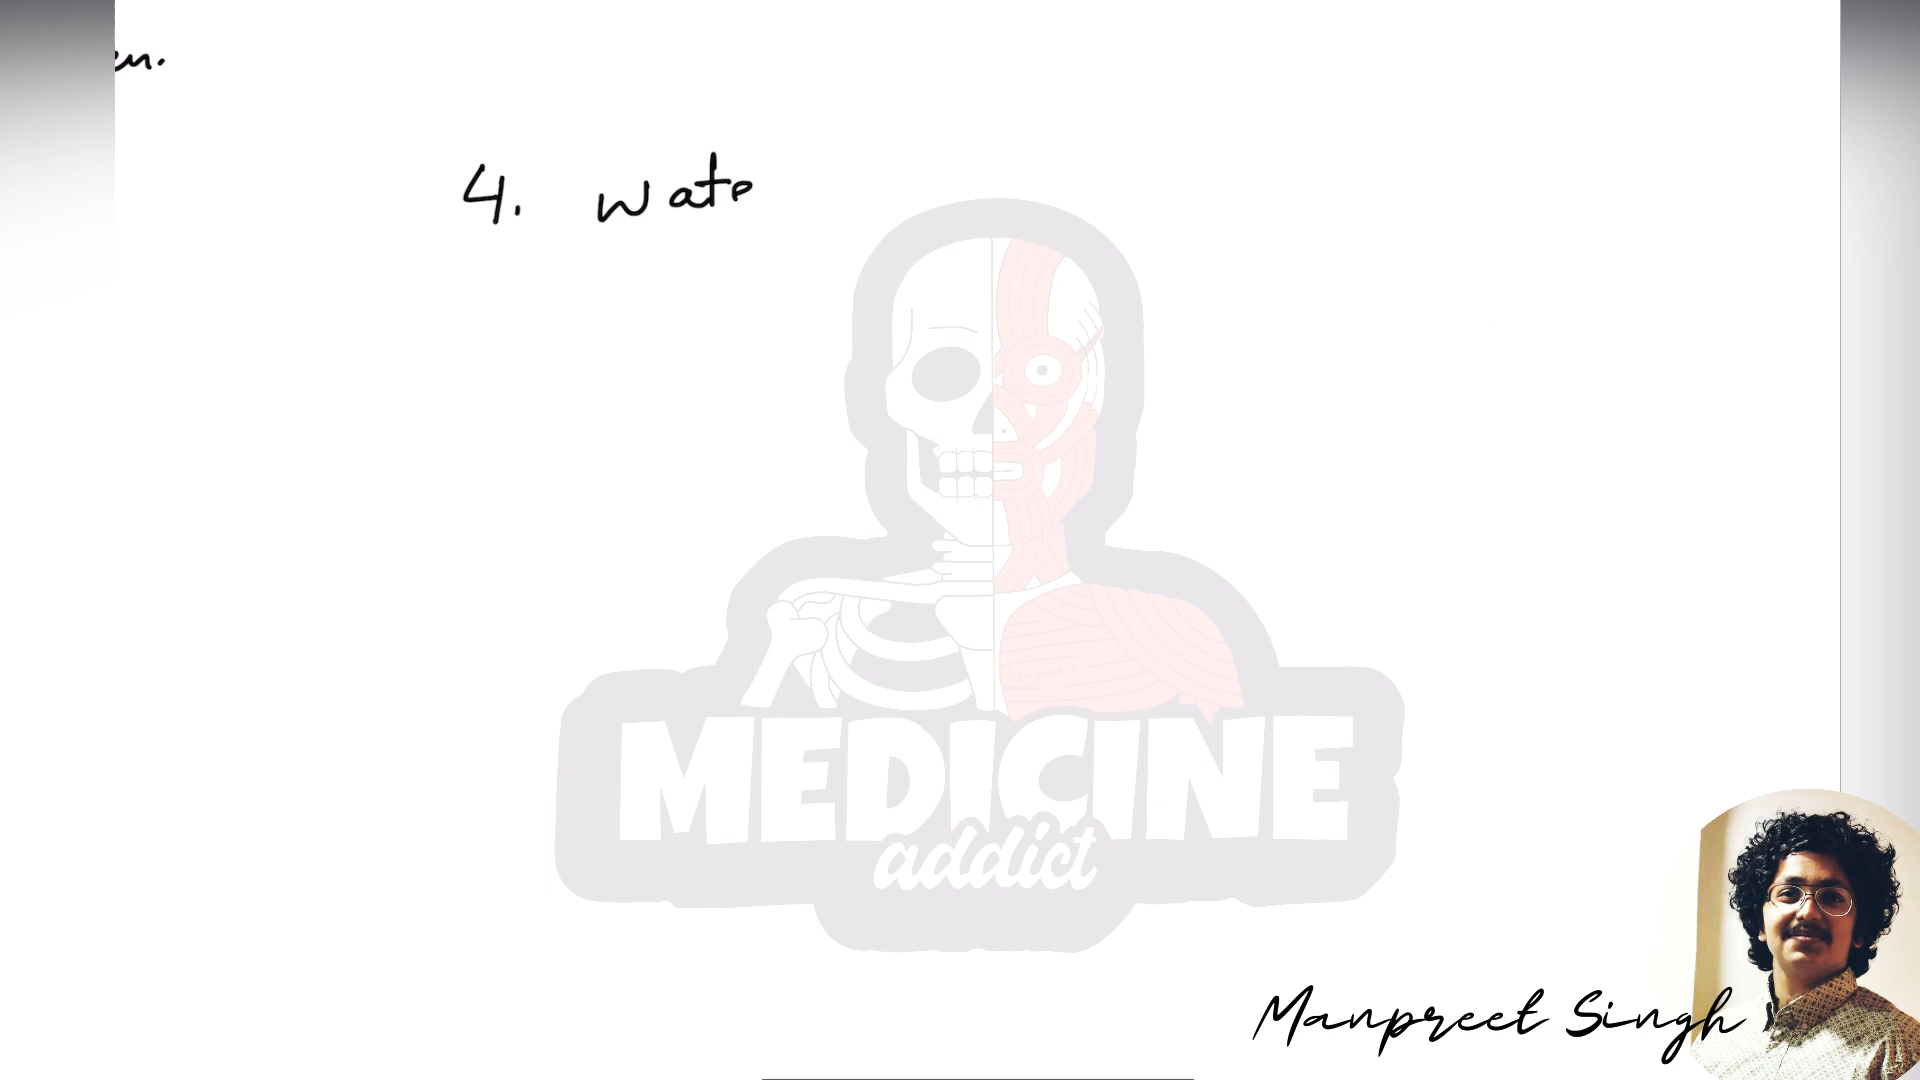 en.
4. wate
MEDICINE
addict
Manpreet Singh